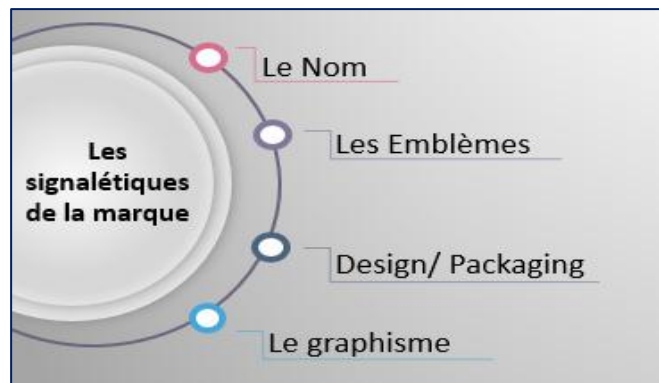 Les
signalétiques
de la marque
Le Nom
Les Emblèmes
Design/ Packaging
Le graphisme